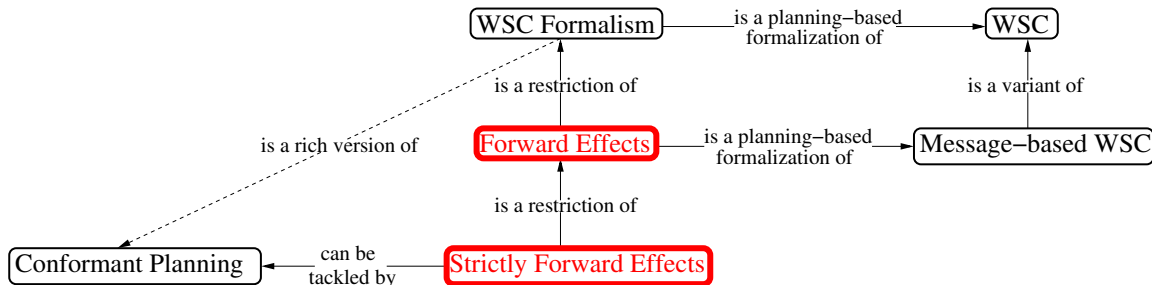 WSC Formalism
is a planning−based
formalization of
WSC
is a restriction of
is a variant of
is a rich version of
Forward Effects
is a planning−based
formalization of
Message−based WSC
is a restriction of
Conformant Planning
can be
tackled by
Strictly Forward Effects